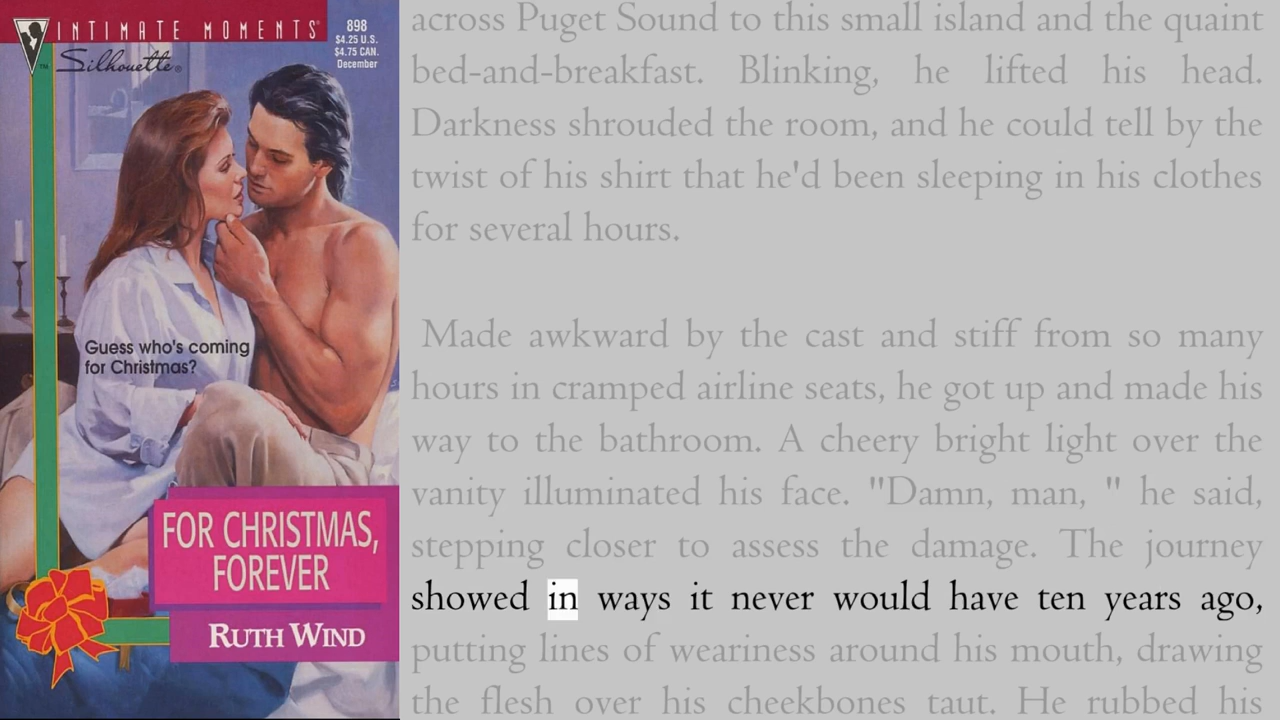 INTIMATE MOMENTS®
898
$4.25 U.S.
$4.75 CAN.
December
™ Silhouette®
Guess who's coming
for Christmas?
FOR CHRISTMAS,
FOREVER
RUTH WIND
across Puget Sound to this small island and the quaint
bed-and-breakfast. Blinking, he lifted his head.
Darkness shrouded the room, and he could tell by the
twist of his shirt that he'd been sleeping in his clothes
for several hours.
Made awkward by the cast and stiff from so many
hours in cramped airline seats, he got up and made his
way to the bathroom. A cheery bright light over the
vanity illuminated his face. "Damn, man, " he said,
stepping closer to assess the damage. The journey
showed in ways it never would have ten years ago,
putting lines of weariness around his mouth, drawing
the flesh over his cheekbones taut. He rubbed his